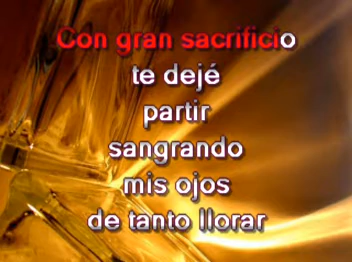 Con gran sacrificio
te dejé
partir
sangrando
mis ojos
de tanto llorar